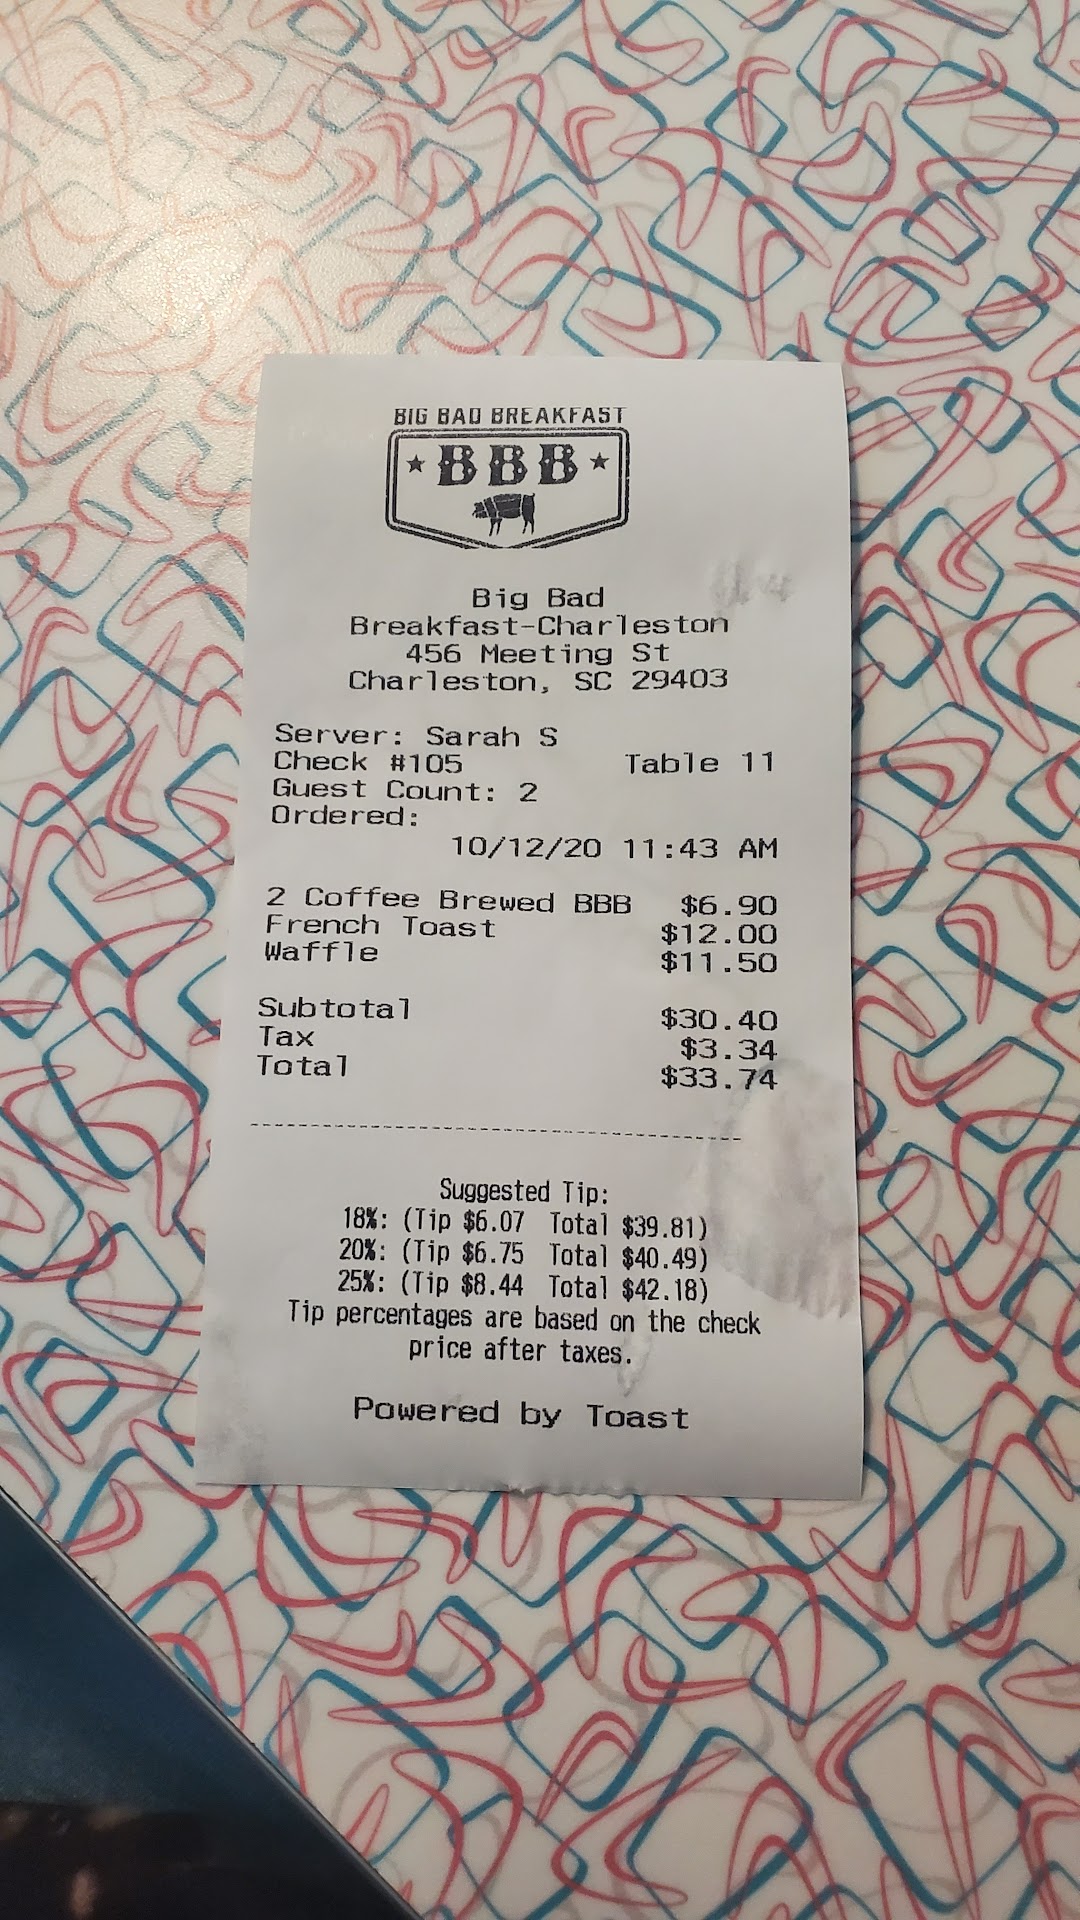 BIG BAD BREAKFAST
BBB
Big Bad
Breakfast-Charleston
456 Meeting St
Charleston, SC 29403
Server: Sarah S
Check #105 Table 11
Guest Count: 2
Ordered:
10/12/20 11:43 AM
2 Coffee Brewed BBB $6.90
French Toast $12.00
Waffle $11.50
Subtotal $30.40
Tax $3.34
Total $33.74
Suggested Tip:
18%: (Tip $6.07 Total $39.81)
20%: (Tip $6.75 Total $40.49)
25%: (Tip $8.44 Total $42.18)
Tip percentages are based on the check
price after taxes.
Powered by Toast